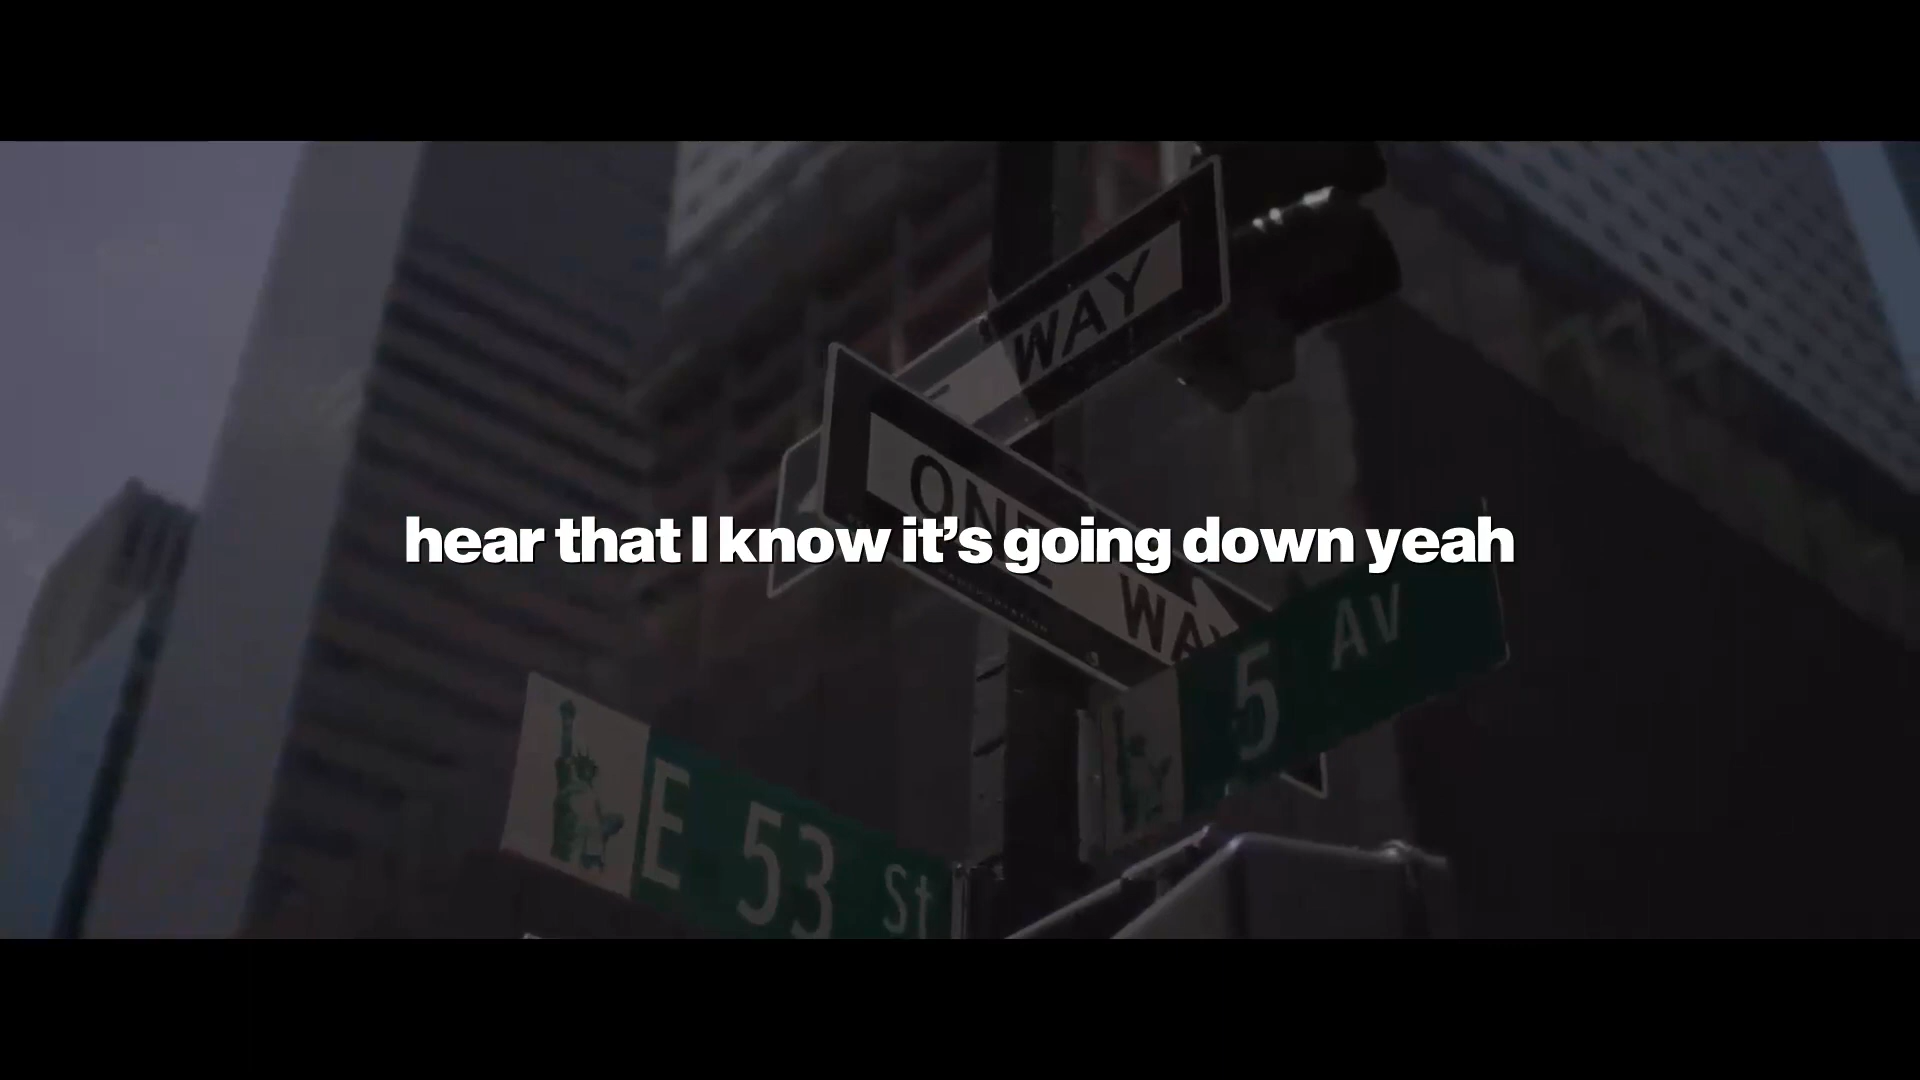 WAY
ONE WAY
hear that I know it’s going down yeah
5 AV
E 53 St